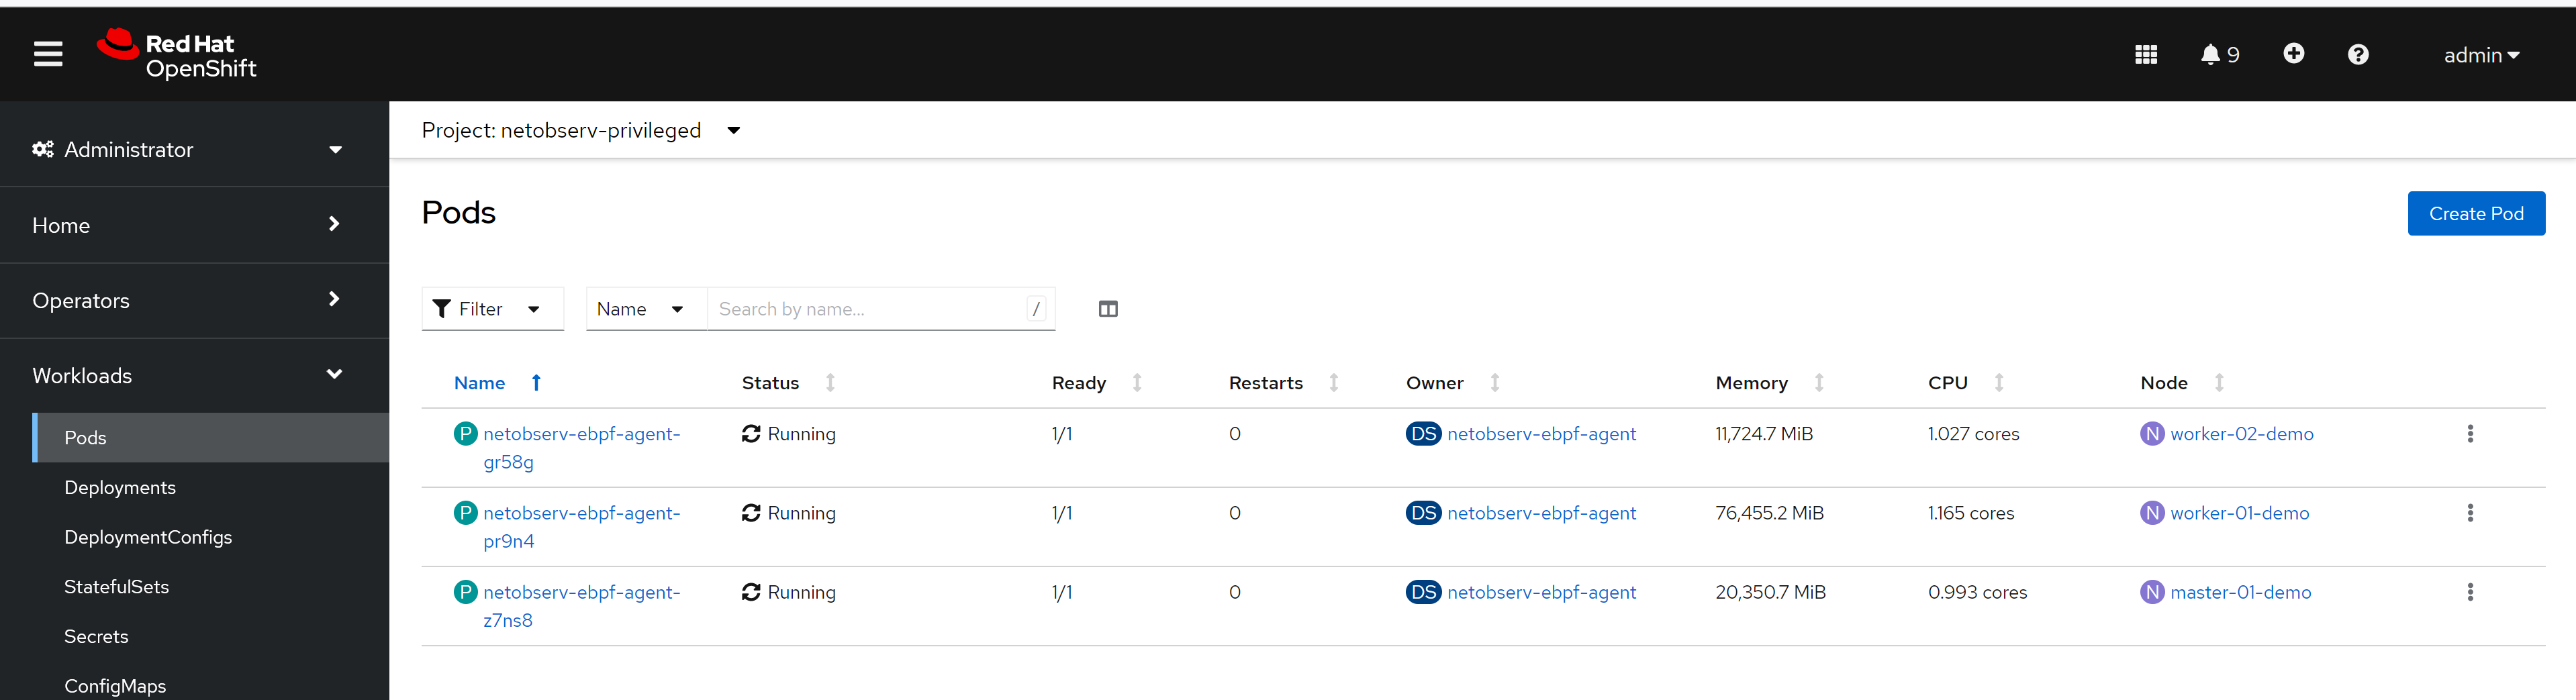 Red Hat
OpenShift
9
admin
Administrator
Home
Operators
Workloads
Pods
Deployments
DeploymentConfigs
StatefulSets
Secrets
ConfigMaps
Project: netobserv-privileged
Pods
Create Pod
Filter
Name
Search by name...
/
Name Status Ready Restarts Owner Memory CPU Node
P netobserv-ebpf-agent- Running 1/1 0 DS netobserv-ebpf-agent 11,724.7 MiB 1.027 cores N worker-02-demo
gr58g
P netobserv-ebpf-agent- Running 1/1 0 DS netobserv-ebpf-agent 76,455.2 MiB 1.165 cores N worker-01-demo
pr9n4
P netobserv-ebpf-agent- Running 1/1 0 DS netobserv-ebpf-agent 20,350.7 MiB 0.993 cores N master-01-demo
z7ns8